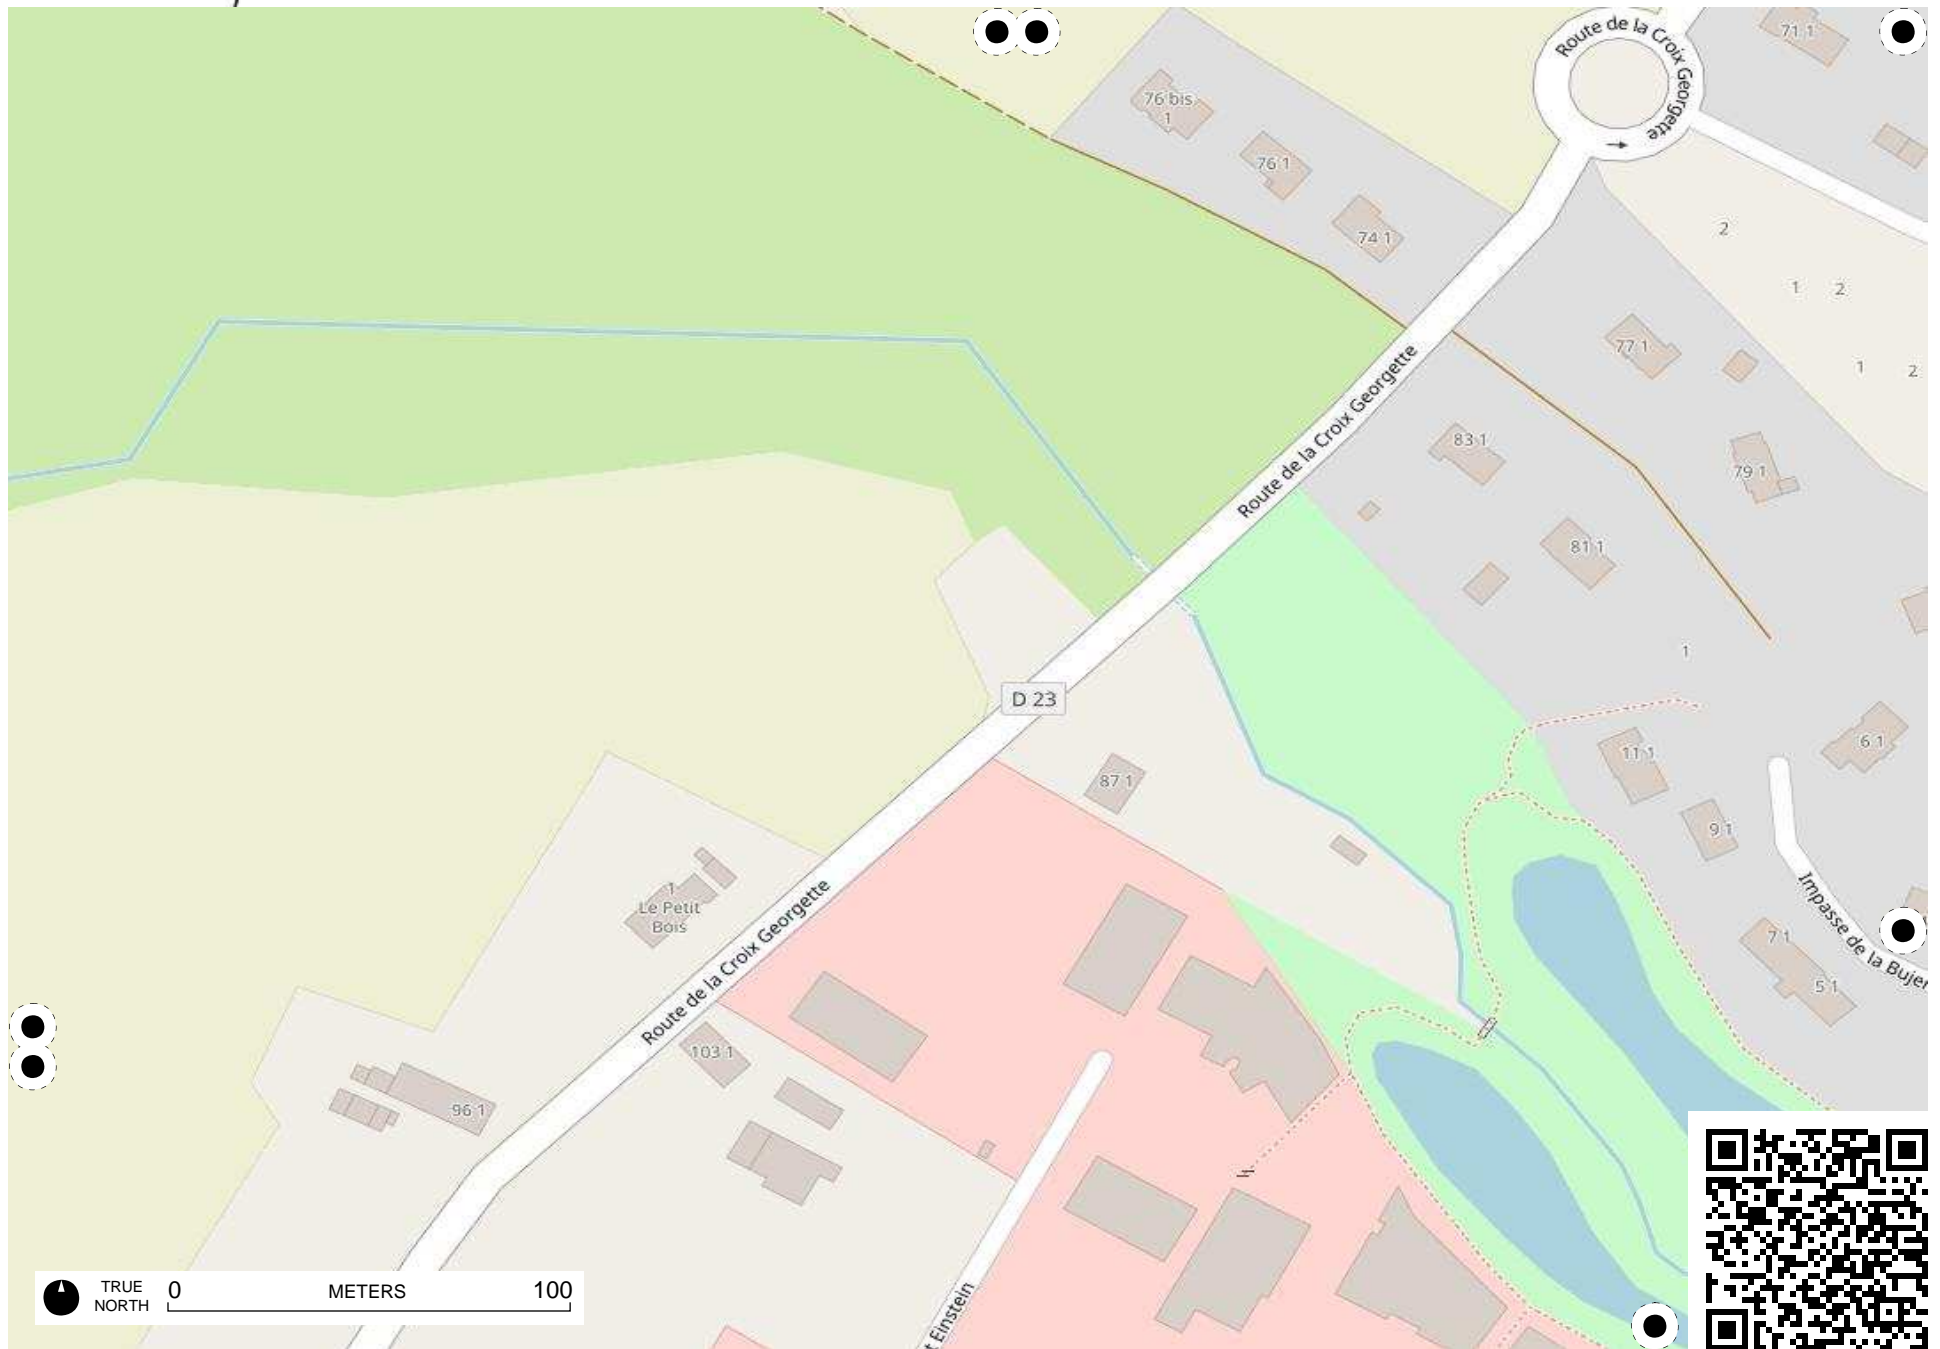 Route de la Croix Georgette
71 1
76 bis
1
76 1
74 1
2
1
2
77 1
1
2
Route de la Croix Georgette
83 1
79 1
81 1
1
D 23
6 1
11 1
87 1
9 1
1
Le Petit
Bois
Route de la Croix Georgette
Impasse de la Bujer
7 1
5 1
103 1
96 1
TRUE
NORTH
0
METERS
100
t Einstein